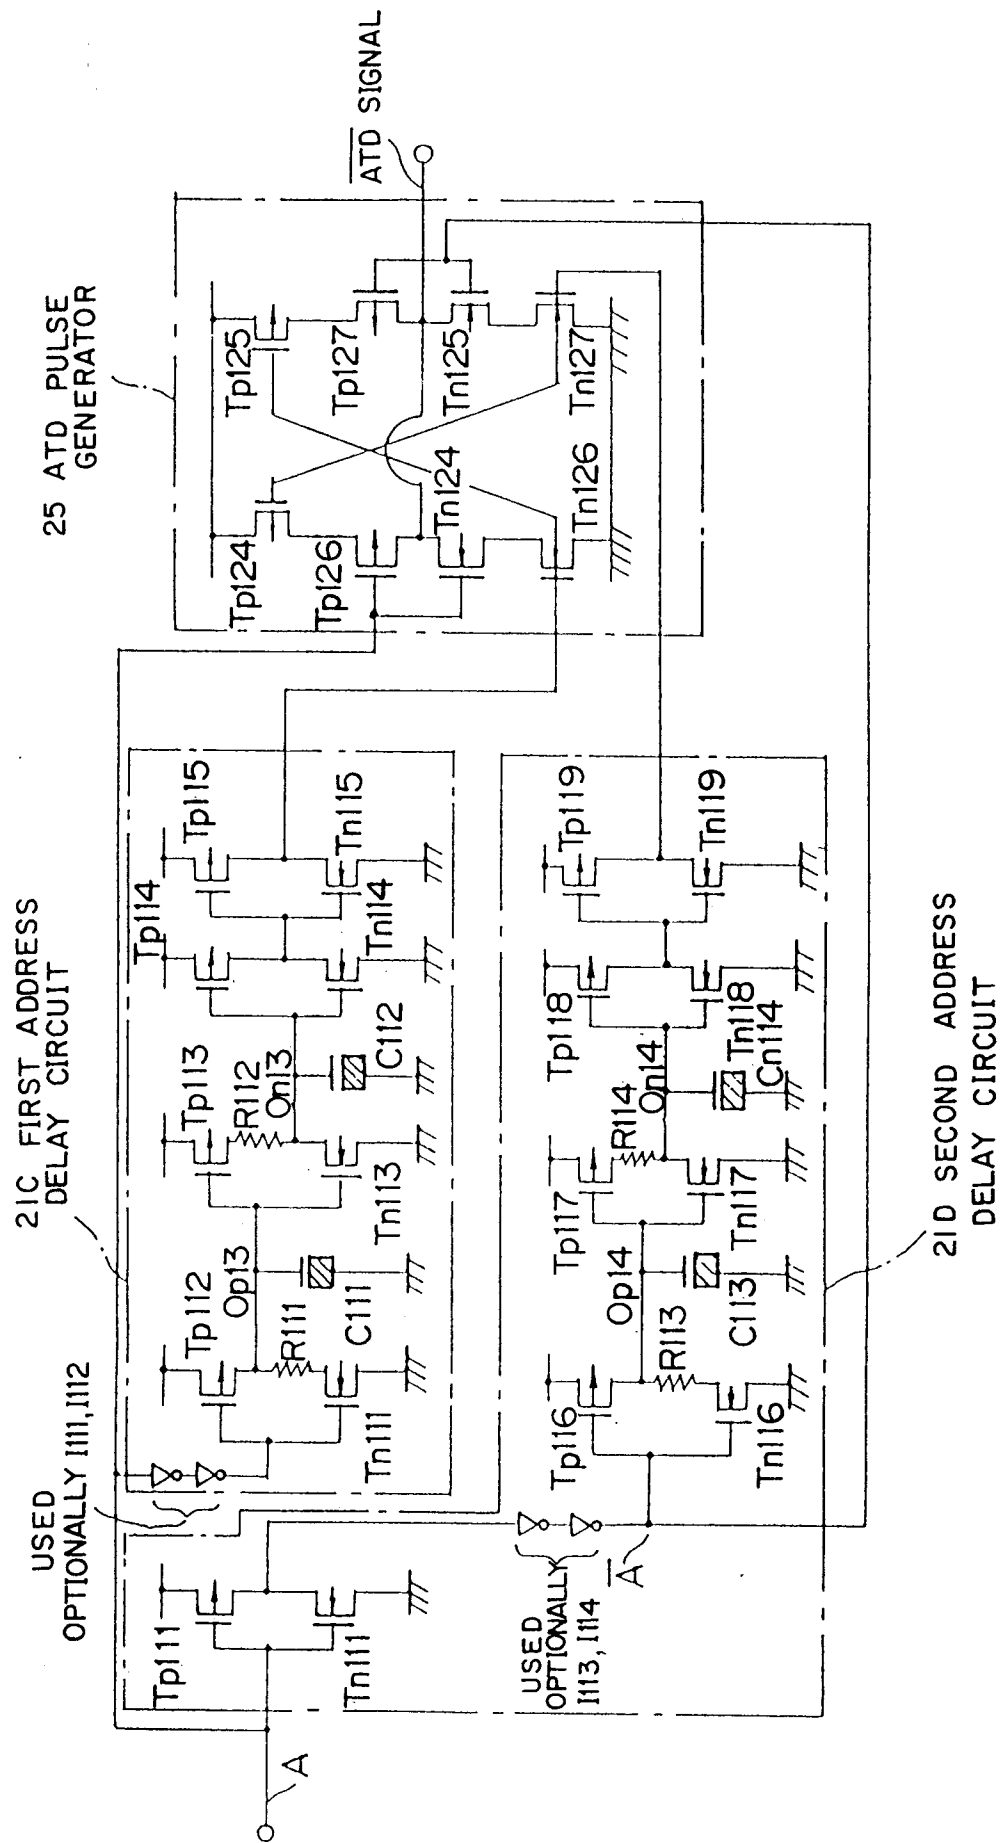 25 ATD PULSE
GENERATOR
ATD SIGNAL
Tp124
Tp125
Tp126
Tp127
Tn124
Tn125
Tn126
Tn127
21C FIRST ADDRESS
DELAY CIRCUIT
USED
OPTIONALLY I111, I112
Tp111
Tn111
A
Tp112
Op13
R111
Tn111
C111
Tp113
R112
On13
Tn113
C112
Tp114
Tn114
Tp115
Tn115
USED
OPTIONALLY
I113, I114
A
Tp116
Op14
R113
Tn116
C113
Tp117
R114
On14
Tn117
Cn114
Tp118
Tn118
Tp119
Tn119
21D SECOND ADDRESS
DELAY CIRCUIT